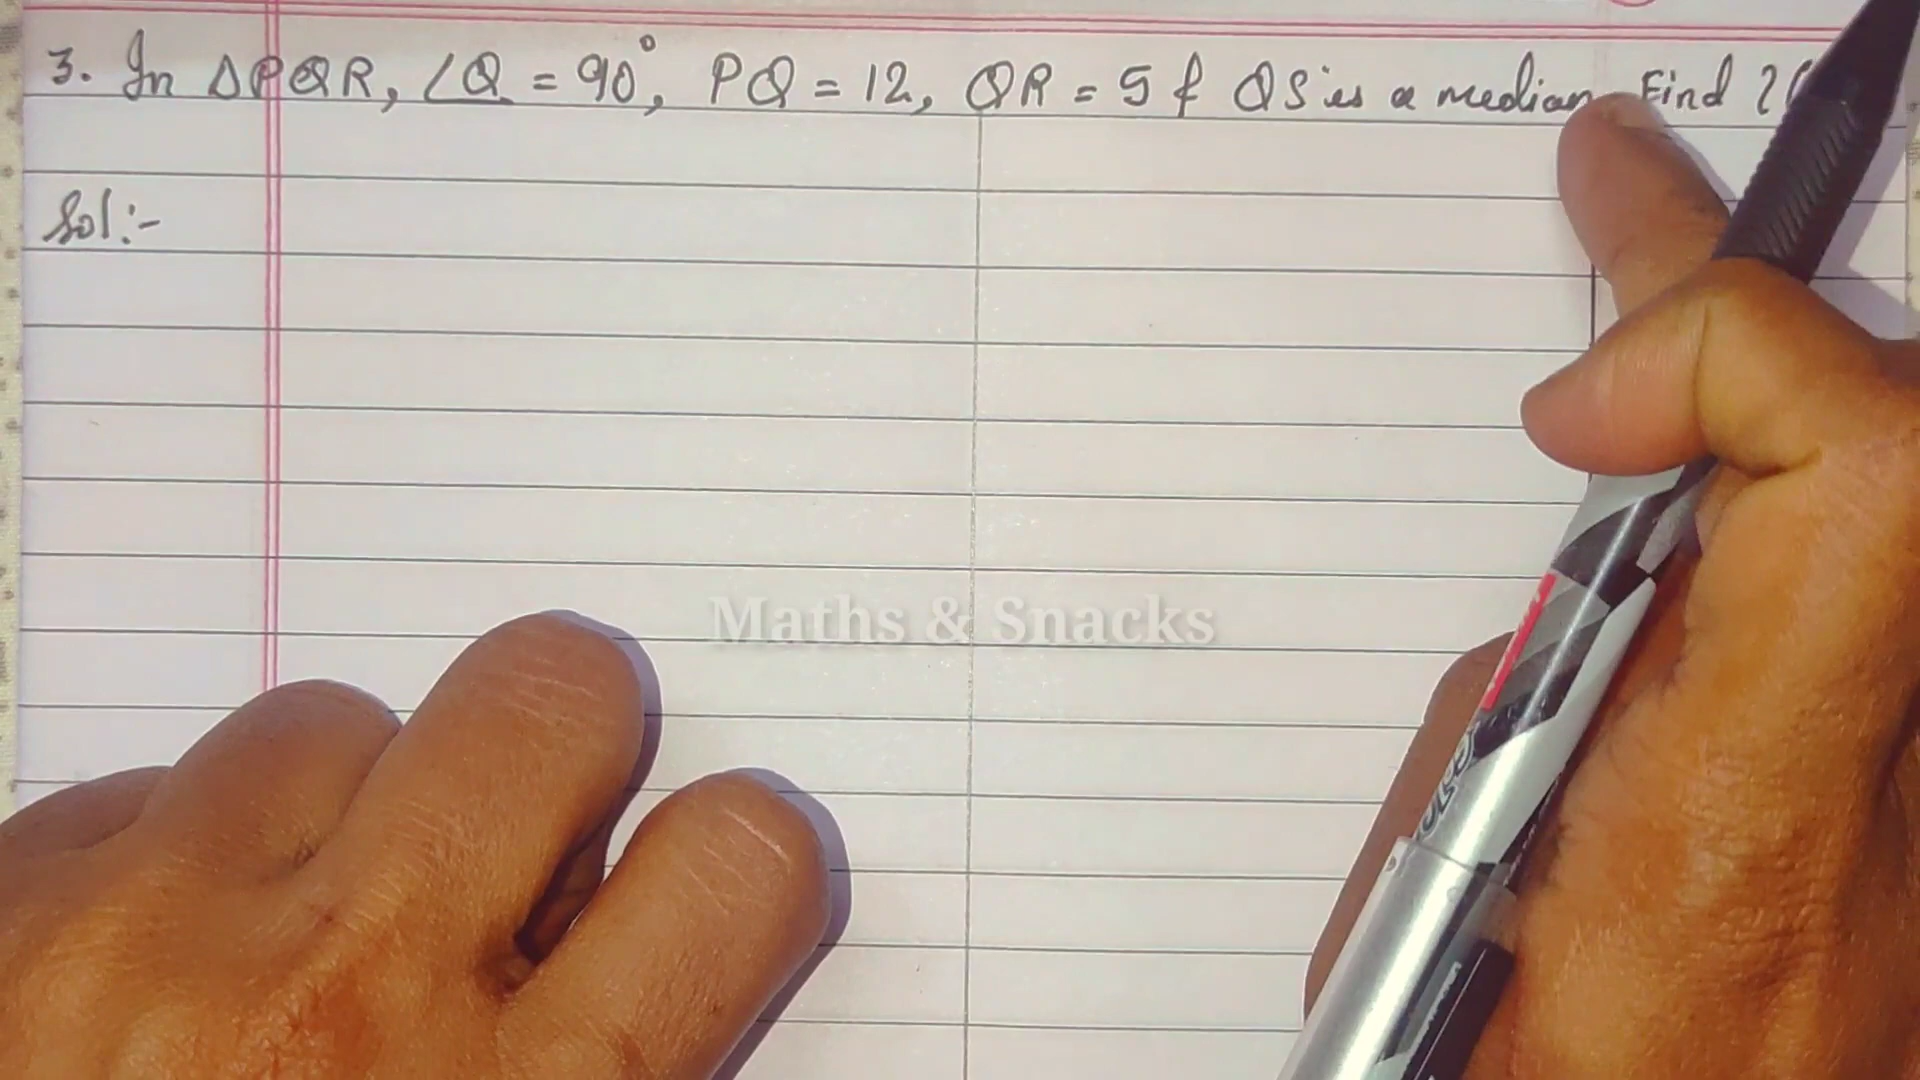 3. In ΔPQR, ∠Q = 90°, PQ = 12, QR = 5 & QS is a median. Find
Sol:-
Maths & Snacks